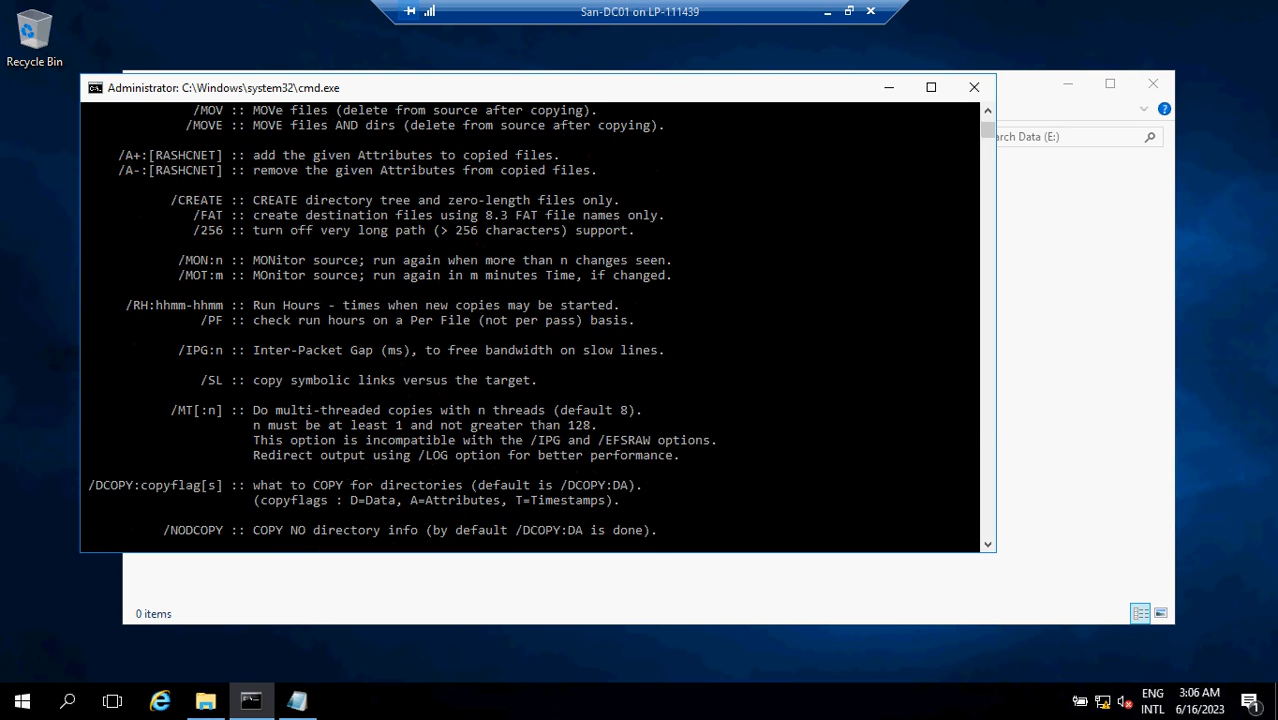 San-DC01 on LP-111439
Recycle Bin
Administrator: C:\Windows\system32\cmd.exe
arch Data (E:)
/MOV :: MOVe files (delete from source after copying).
/MOVE :: MOVE files AND dirs (delete from source after copying).
/A+:[RASHCNET] :: add the given Attributes to copied files.
/A-:[RASHCNET] :: remove the given Attributes from copied files.
/CREATE :: CREATE directory tree and zero-length files only.
/FAT :: create destination files using 8.3 FAT file names only.
/256 :: turn off very long path (> 256 characters) support.
/MON:n :: MONitor source; run again when more than n changes seen.
/MOT:m :: MOnitor source; run again in m minutes Time, if changed.
/RH:hhmm-hhmm :: Run Hours - times when new copies may be started.
/PF :: check run hours on a Per File (not per pass) basis.
/IPG:n :: Inter-Packet Gap (ms), to free bandwidth on slow lines.
/SL :: copy symbolic links versus the target.
/MT[:n] :: Do multi-threaded copies with n threads (default 8).
n must be at least 1 and not greater than 128.
This option is incompatible with the /IPG and /EFSRAW options.
Redirect output using /LOG option for better performance.
/DCOPY:copyflag[s] :: what to COPY for directories (default is /DCOPY:DA).
(copyflags : D=Data, A=Attributes, T=Timestamps).
/NODCOPY :: COPY NO directory info (by default /DCOPY:DA is done).
0 items
ENG
INTL
3:06 AM
6/16/2023
1